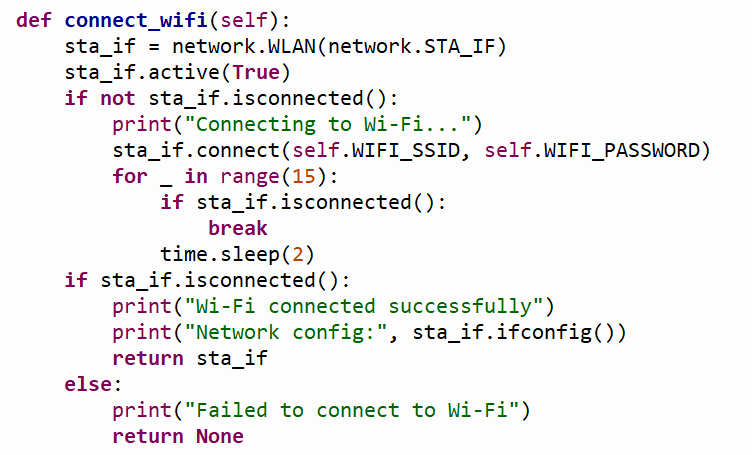 def connect_wifi(self):
    sta_if = network.WLAN(network.STA_IF)
    sta_if.active(True)
    if not sta_if.isconnected():
        print("Connecting to Wi-Fi...")
        sta_if.connect(self.WIFI_SSID, self.WIFI_PASSWORD)
        for _ in range(15):
            if sta_if.isconnected():
                break
            time.sleep(2)
    if sta_if.isconnected():
        print("Wi-Fi connected successfully")
        print("Network config:", sta_if.ifconfig())
        return sta_if
    else:
        print("Failed to connect to Wi-Fi")
        return None